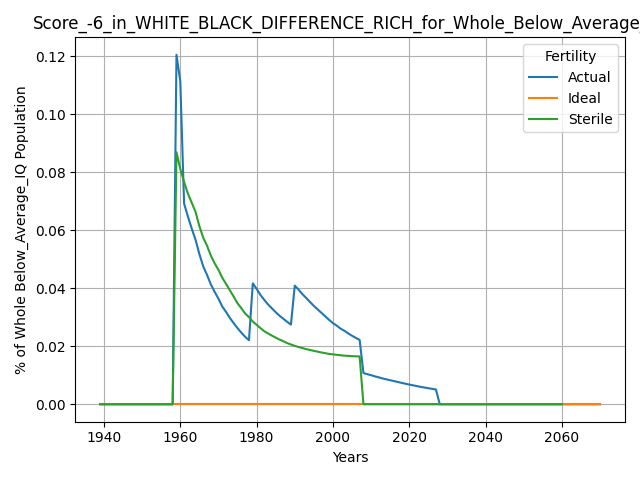 Score_-6_in_WHITE_BLACK_DIFFERENCE_RICH_for_Whole_Below_Average_
Fertility
Actual
Ideal
Sterile
% of Whole Below_Average_IQ Population
0.12
0.10
0.08
0.06
0.04
0.02
0.00
1940 1960 1980 2000 2020 2040 2060
Years